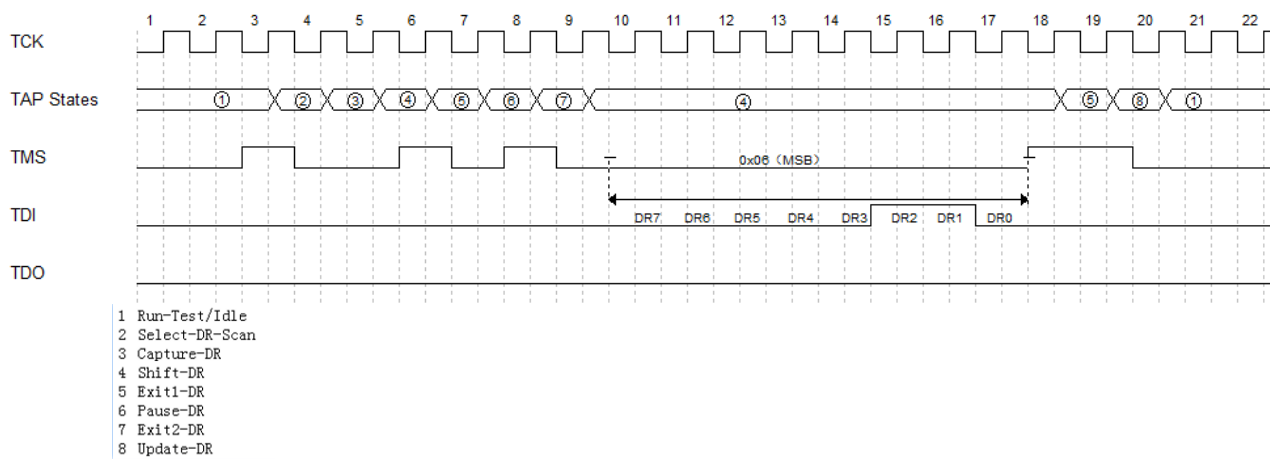 1 2 3 4 5 6 7 8 9 10 11 12 13 14 15 16 17 18 19 20 21 22
TCK
TAP States ① ② ③ ④ ⑤ ⑥ ⑦ ④ ⑤ ⑧ ①
TMS 0x06（MSB）
TDI DR7 DR6 DR5 DR4 DR3 DR2 DR1 DR0
TDO
1 Run-Test/Idle
2 Select-DR-Scan
3 Capture-DR
4 Shift-DR
5 Exit1-DR
6 Pause-DR
7 Exit2-DR
8 Update-DR